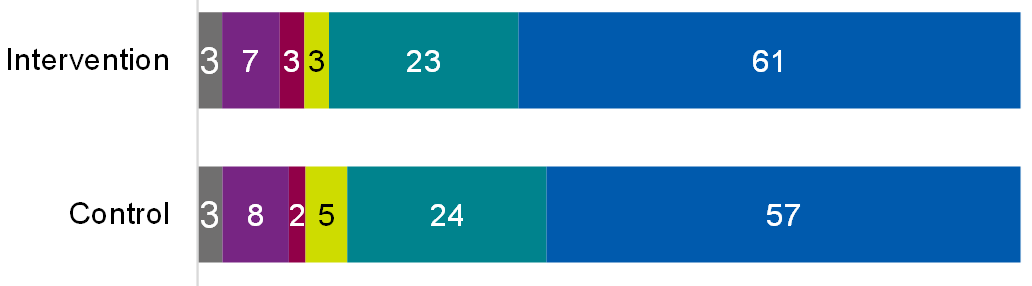 Intervention 3 7 3 3 23 61
Control 3 8 2 5 24 57